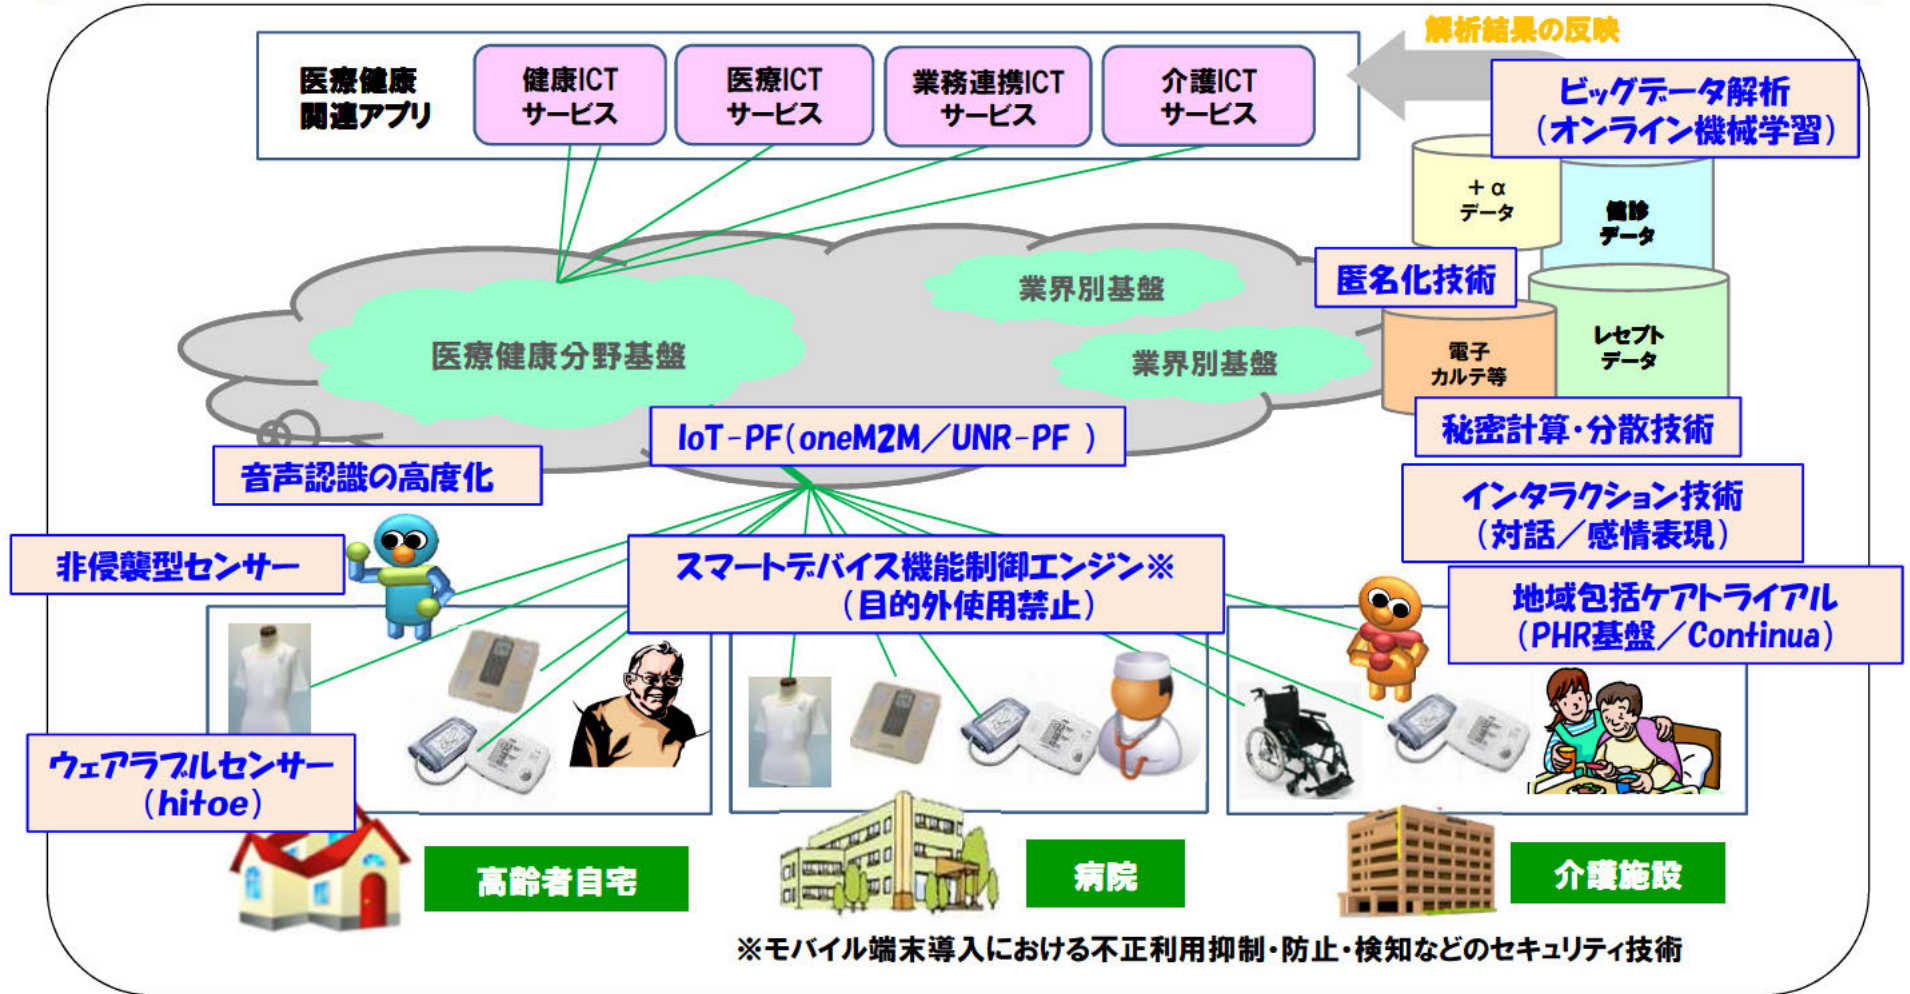 解析結果の反映
医療健康
関連アプリ
健康ICT
サービス
医療ICT
サービス
業務連携ICT
サービス
介護ICT
サービス
ビッグデータ解析
（オンライン機械学習）
＋α
データ
健診
データ
匿名化技術
業界別基盤
医療健康分野基盤
業界別基盤
電子
カルテ等
レセプト
データ
IoT-PF(oneM2M／UNR-PF )
秘密計算・分散技術
音声認識の高度化
インタラクション技術
（対話／感情表現）
非侵襲型センサー
スマートデバイス機能制御エンジン※
（目的外使用禁止）
地域包括ケアトライアル
（PHR基盤／Continua）
ウェアラブルセンサー
（hitoe）
高齢者自宅
病院
介護施設
※モバイル端末導入における不正利用抑制・防止・検知などのセキュリティ技術